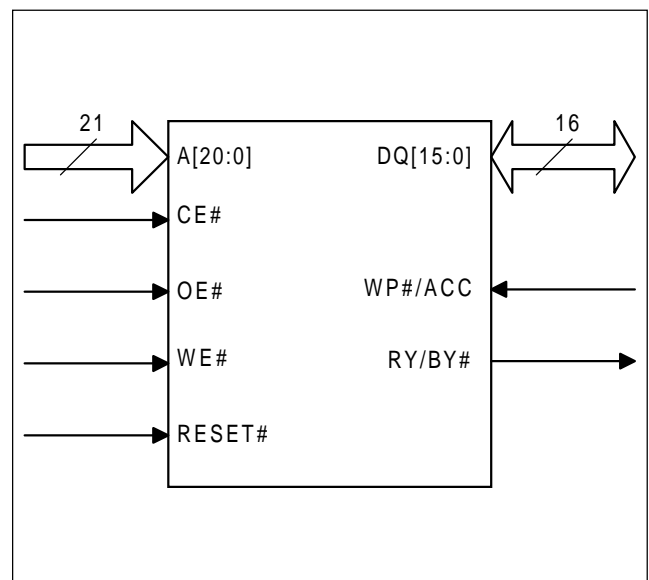 21
16
A[20:0]
DQ[15:0]
CE#
OE#
WP#/ACC
WE#
RY/BY#
RESET#